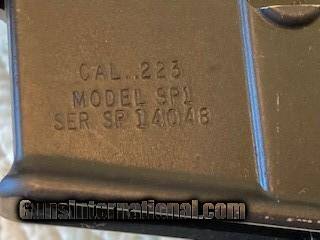 CAL..223
MODEL SP1
SER SP 14048
GunsInternational.com